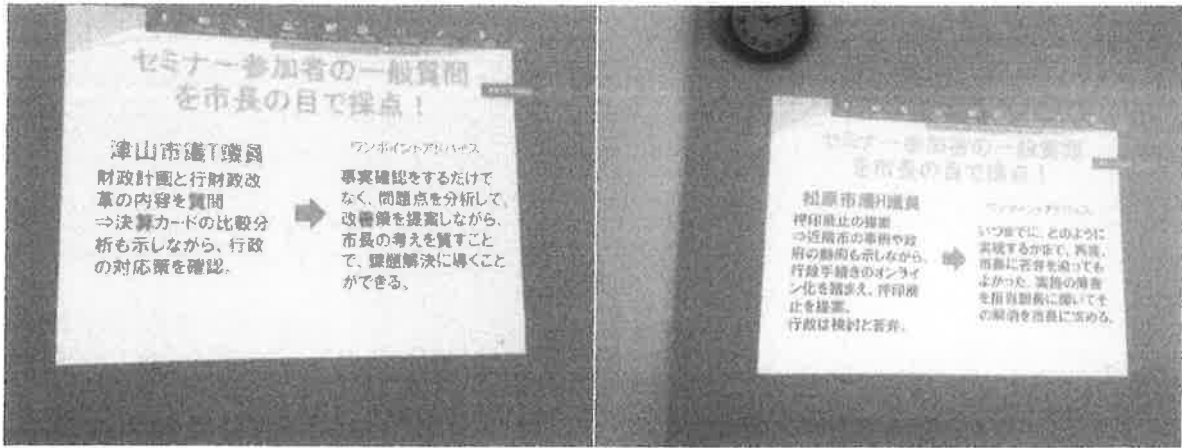 セミナー参加者の一般質問
を市長の目で採点！
津山市議T議員
財政計画と行財政改
革の内容を質問
⇒決算カードの比較分
析も示しながら、行政
の対応策を確認。
ワンポイントアドバイス
事実確認をするだけで
なく、問題点を分析して、
改善策を提案しながら、
市長の考えを質すこと
で、課題解決に導くこと
ができる。
セミナー参加者の一般質問
を市長の目で採点！
松原市議H議員
押印廃止の提案
⇒近隣市の事例や政
府の動向も示しながら、
行政手続きのオンライ
ン化を踏まえ、押印廃
止を提案。
行政は検討と答弁。
ワンポイントアドバイス
いつまでに、どのように
実現するかまで、再度、
市長に答弁を迫っても
よかった。実務の障害
を担当部長に聞いてそ
の解消を市長に求める。